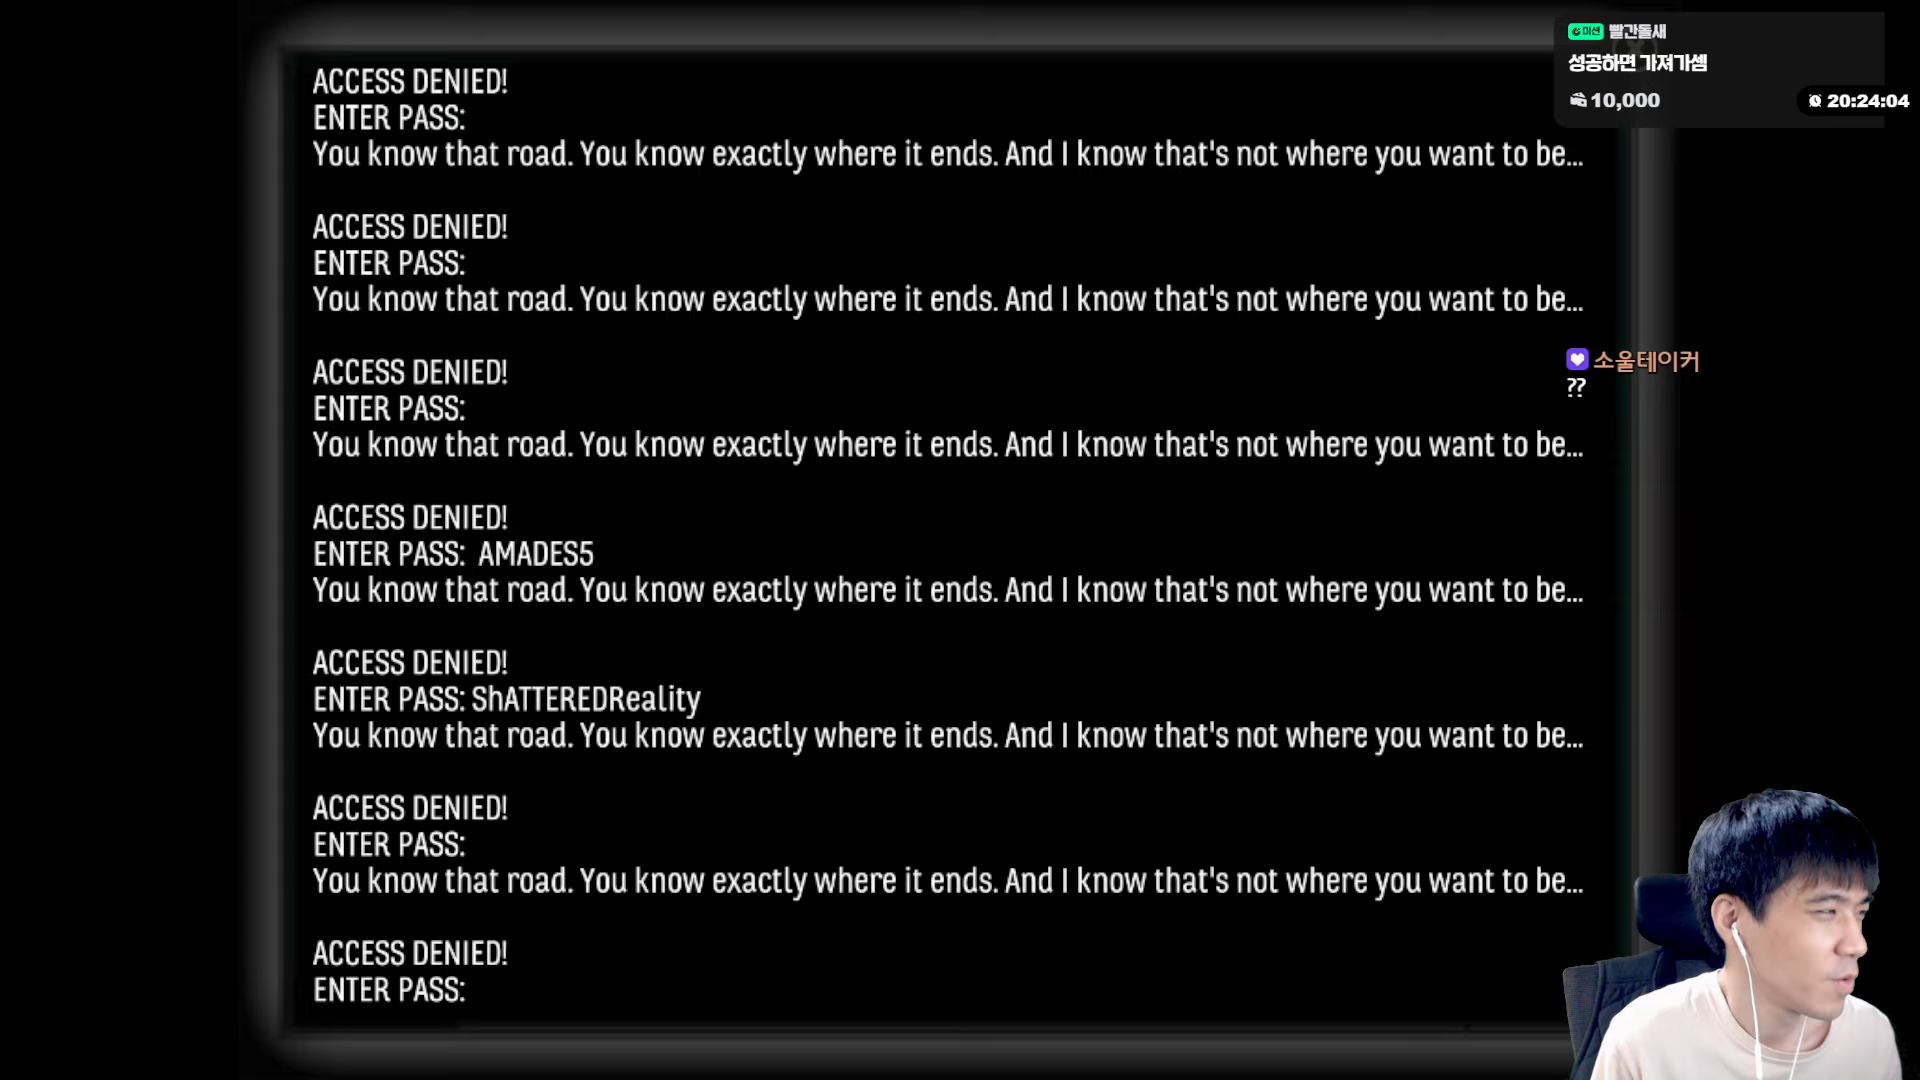 ACCESS DENIED!
ENTER PASS:
You know that road. You know exactly where it ends. And I know that's not where you want to be...
ACCESS DENIED!
ENTER PASS:
You know that road. You know exactly where it ends. And I know that's not where you want to be...
ACCESS DENIED!
ENTER PASS:
You know that road. You know exactly where it ends. And I know that's not where you want to be...
ACCESS DENIED!
ENTER PASS:  AMADES5
You know that road. You know exactly where it ends. And I know that's not where you want to be...
ACCESS DENIED!
ENTER PASS: ShATTEREDReality
You know that road. You know exactly where it ends. And I know that's not where you want to be...
ACCESS DENIED!
ENTER PASS:
You know that road. You know exactly where it ends. And I know that's not where you want to be...
ACCESS DENIED!
ENTER PASS:
미션 빨간돌새
성공하면 가져가셈
10,000
20:24:04
소울테이커
??